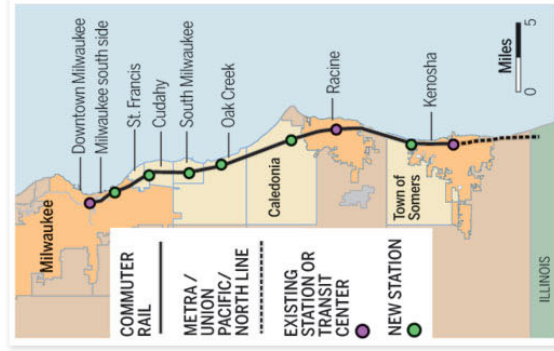 Downtown Milwaukee
Milwaukee south side
St. Francis
Cudahy
South Milwaukee
Oak Creek
Racine
Kenosha
Milwaukee
Caledonia
Town of
Somers
Miles
5
COMMUTER
RAIL
METRA /
UNION
PACIFIC/
NORTH LINE
EXISTING
STATION OR
TRANSIT
CENTER
NEW STATION
ILLINOIS